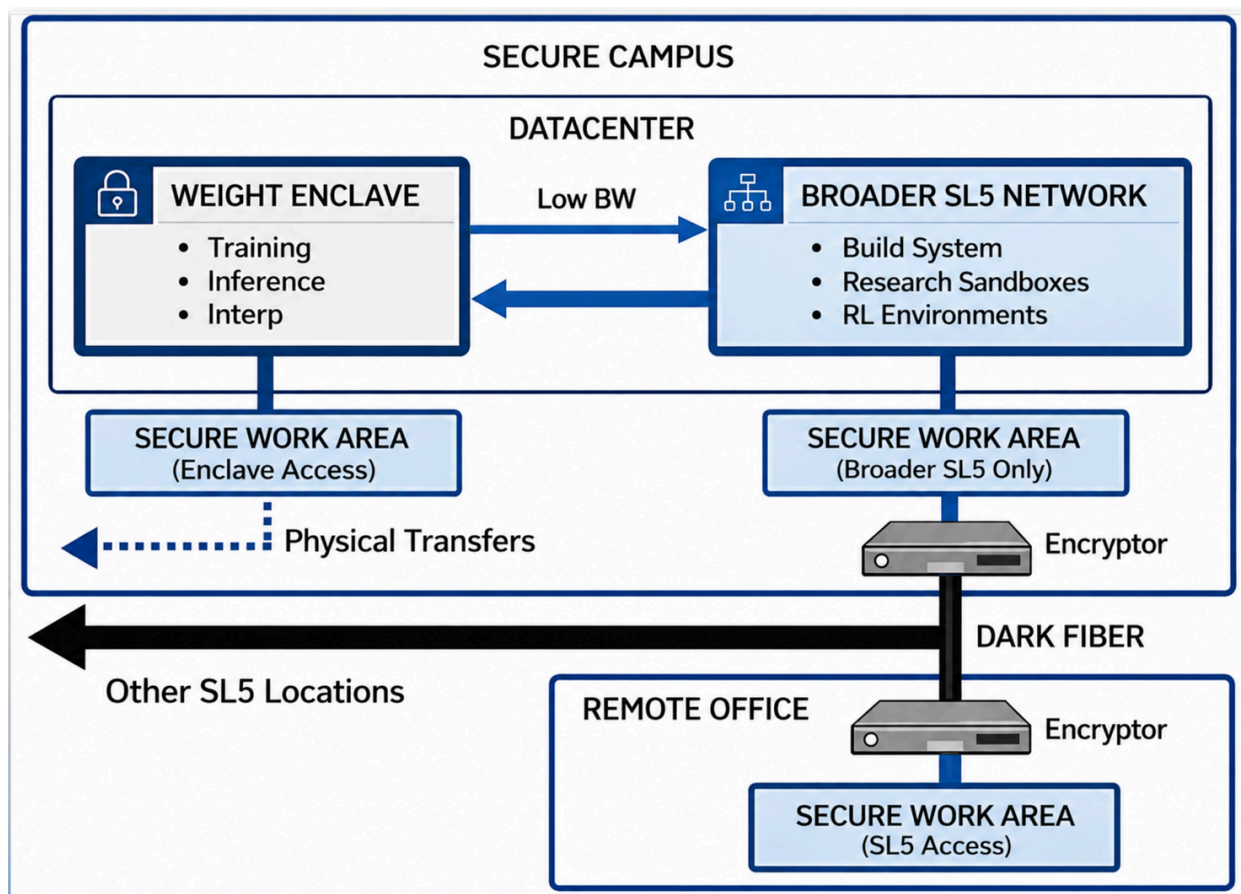 SECURE CAMPUS
DATACENTER
WEIGHT ENCLAVE
• Training
• Inference
• Interp
Low BW
BROADER SL5 NETWORK
• Build System
• Research Sandboxes
• RL Environments
SECURE WORK AREA
(Enclave Access)
SECURE WORK AREA
(Broader SL5 Only)
Physical Transfers
Encryptor
DARK FIBER
Other SL5 Locations
REMOTE OFFICE
Encryptor
SECURE WORK AREA
(SL5 Access)